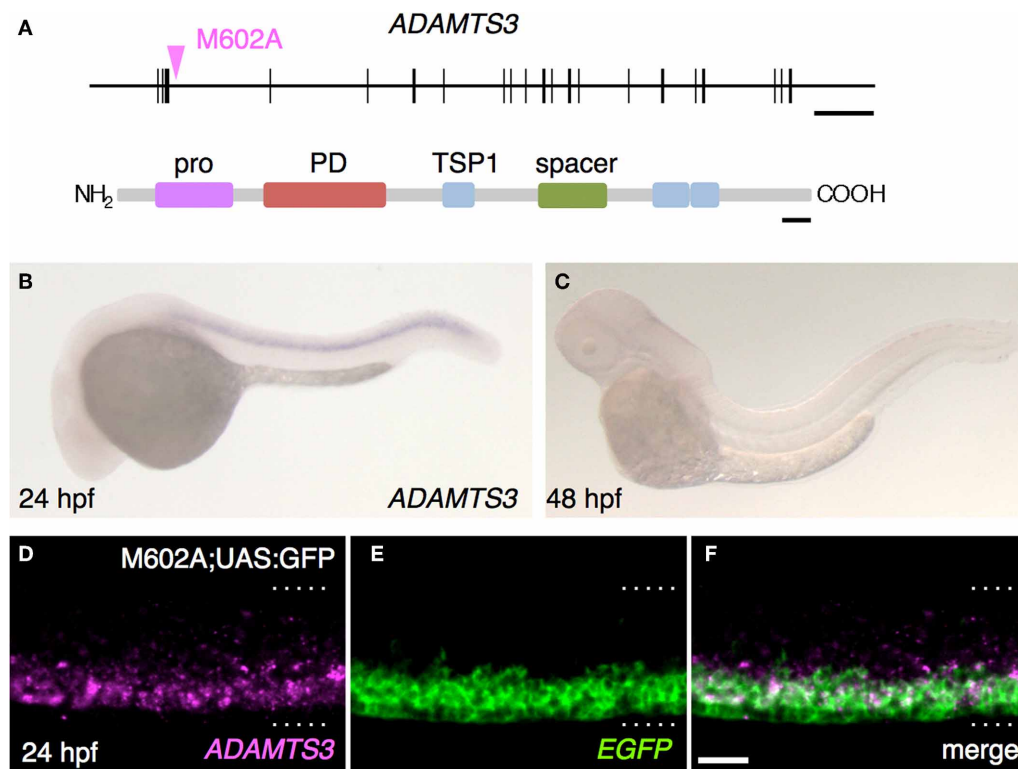 A
ADAMTS3
M602A
pro PD TSP1 spacer
NH2 COOH
B
24 hpf ADAMTS3
C
48 hpf
D
M602A;UAS:GFP
24 hpf ADAMTS3
E
EGFP
F
merge